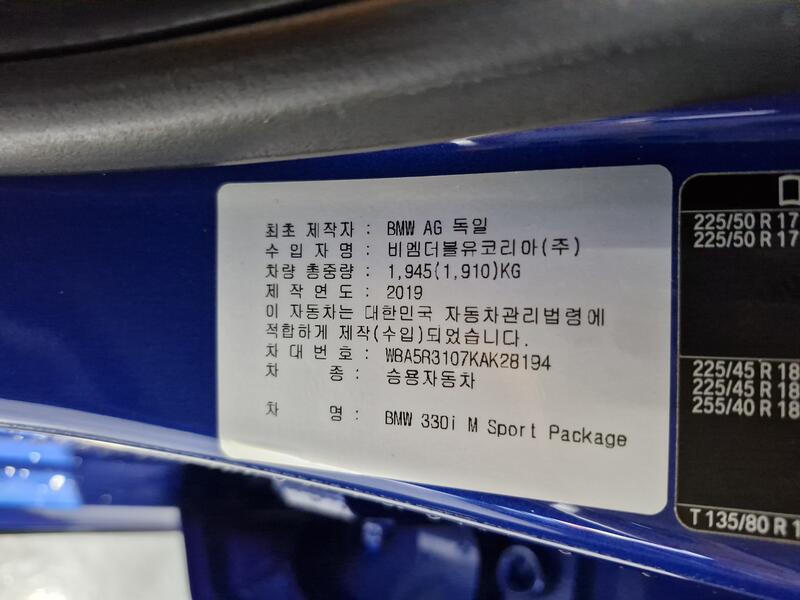 최초 제작자 : BMW AG 독일
수 입 자 명 : 비엠더블유코리아(주)
차량 총중량 : 1,945(1,910)KG
제 작 연 도 : 2019
이 자동차는 대한민국 자동차관리법령에
적합하게 제작(수입)되었습니다.
차 대 번 호 : WBA5R3107KAK28194
차 종 : 승용자동차
차 명 : BMW 330i M Sport Package
225/50 R 17
225/50 R 17
225/45 R 18
225/45 R 18
255/40 R 18
T 135/80 R 1